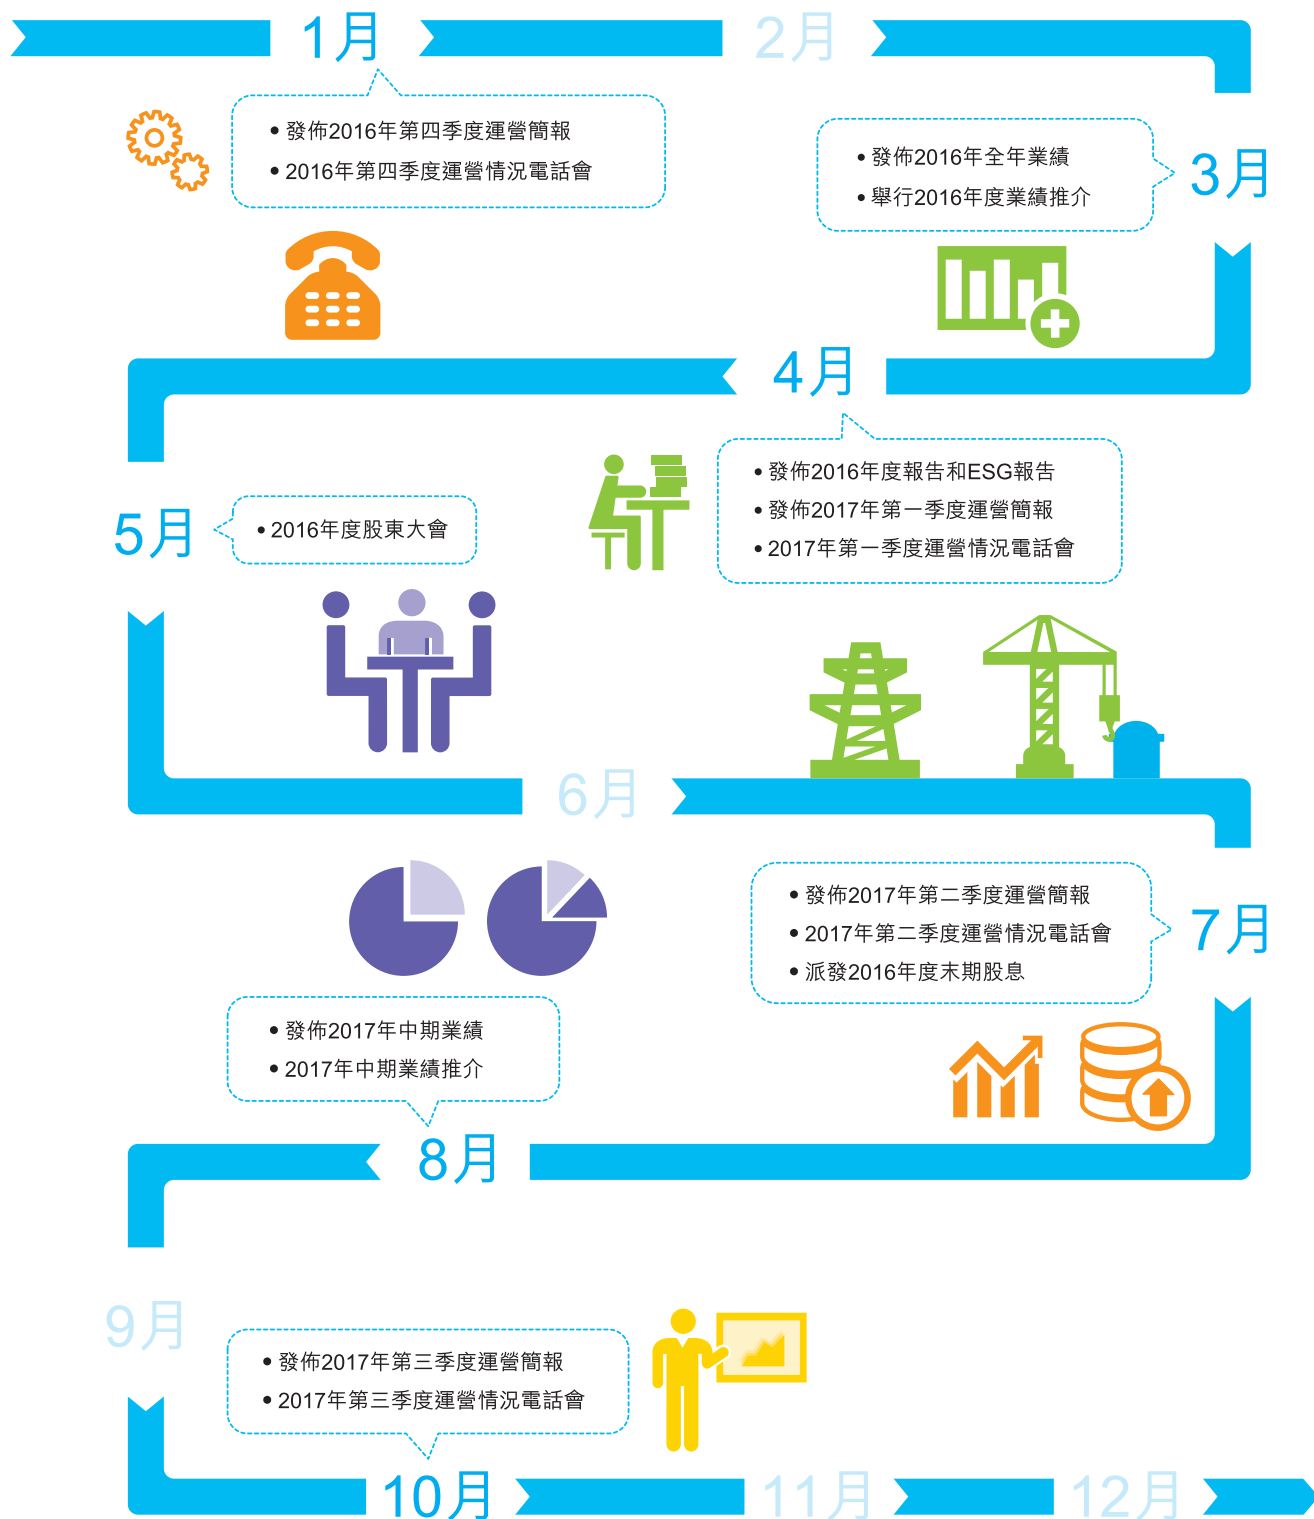 1月
2月
• 發佈2016年第四季度運營簡報
• 2016年第四季度運營情況電話會
3月
• 發佈2016年全年業績
• 舉行2016年度業績推介
4月
• 發佈2016年度報告和ESG報告
• 發佈2017年第一季度運營簡報
• 2017年第一季度運營情況電話會
5月
• 2016年度股東大會
6月
7月
• 發佈2017年第二季度運營簡報
• 2017年第二季度運營情況電話會
• 派發2016年度末期股息
• 發佈2017年中期業績
• 2017年中期業績推介
8月
9月
• 發佈2017年第三季度運營簡報
• 2017年第三季度運營情況電話會
10月
11月
12月